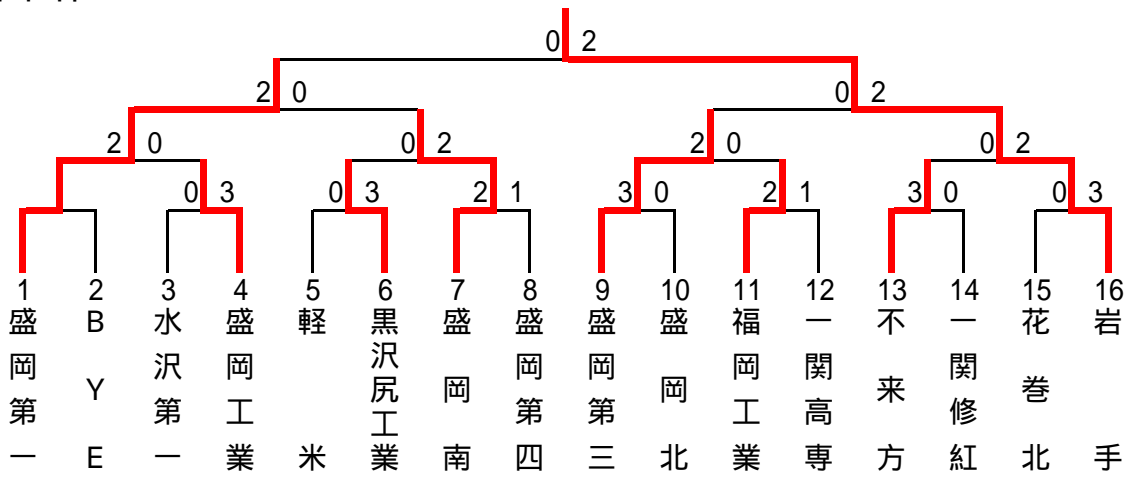 0 2
2 0 0 2
2 0 0 2 2 0 0 2
0 3 0 3 2 1 3 0 2 1 3 0 0 3
1 2 3 4 5 6 7 8 9 10 11 12 13 14 15 16
盛岡第一
BYE
水沢第一
盛岡工業
軽米
黒沢尻工業
盛岡南
盛岡第四
盛岡第三
盛岡北
福岡工業
一関高専
不来方
一関修紅
花巻北
岩手